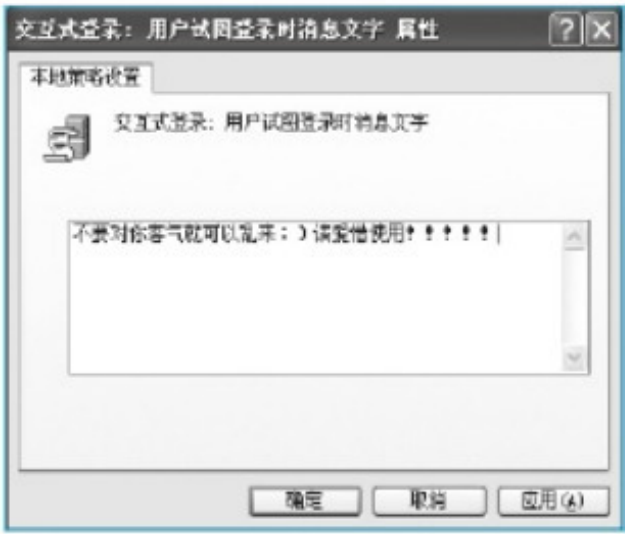 交互式登录: 用户试图登录时消息文字 属性
本地策略设置
交互式登录: 用户试图登录时消息文字
不要对你客气就可以乱来:)请爱惜使用!!!!!
确定
取消
应用(A)